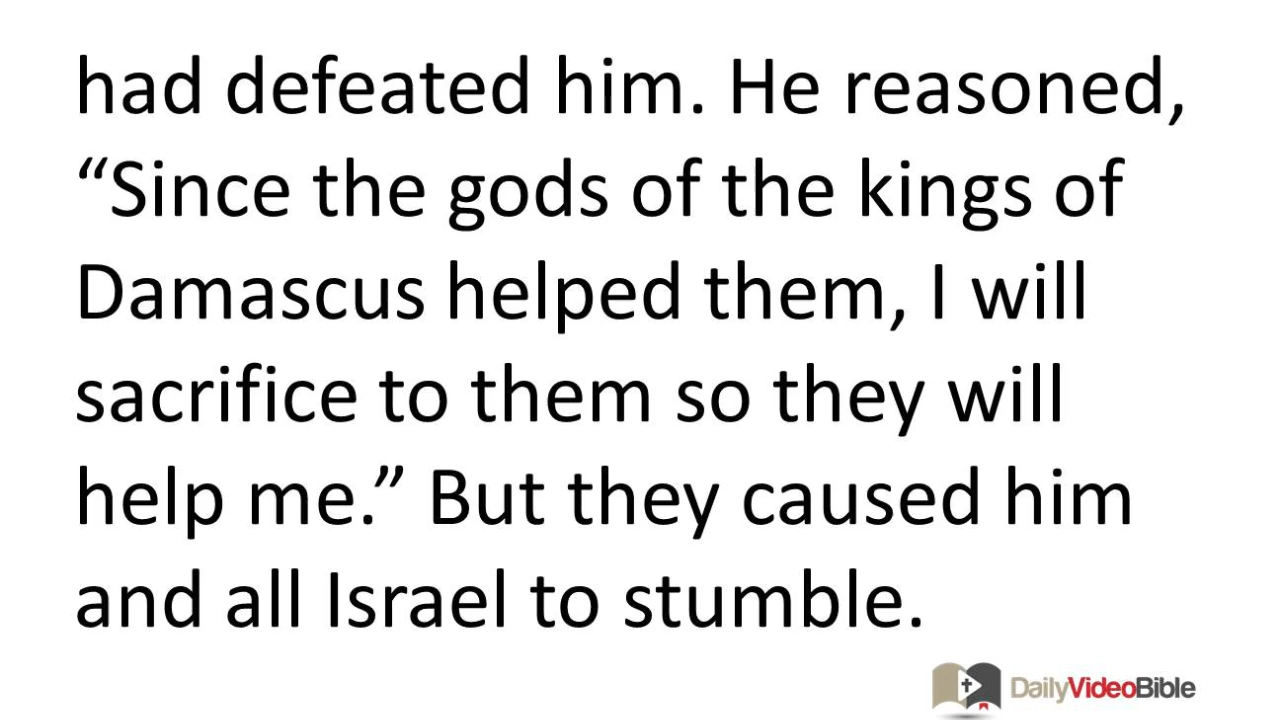 had defeated him. He reasoned,
“Since the gods of the kings of
Damascus helped them, I will
sacrifice to them so they will
help me.” But they caused him
and all Israel to stumble.
DailyVideoBible